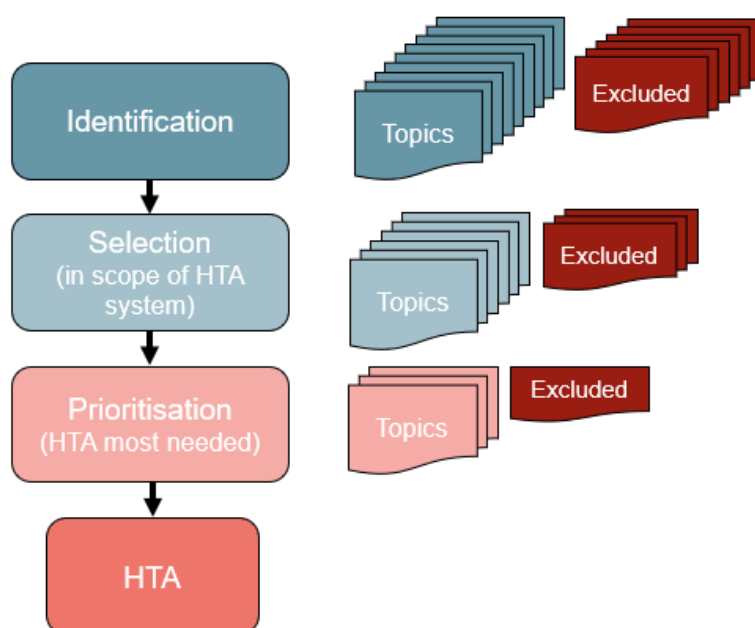 Identification
Topics
Excluded
Selection
(in scope of HTA
system)
Topics
Excluded
Prioritisation
(HTA most needed)
Topics
Excluded
HTA